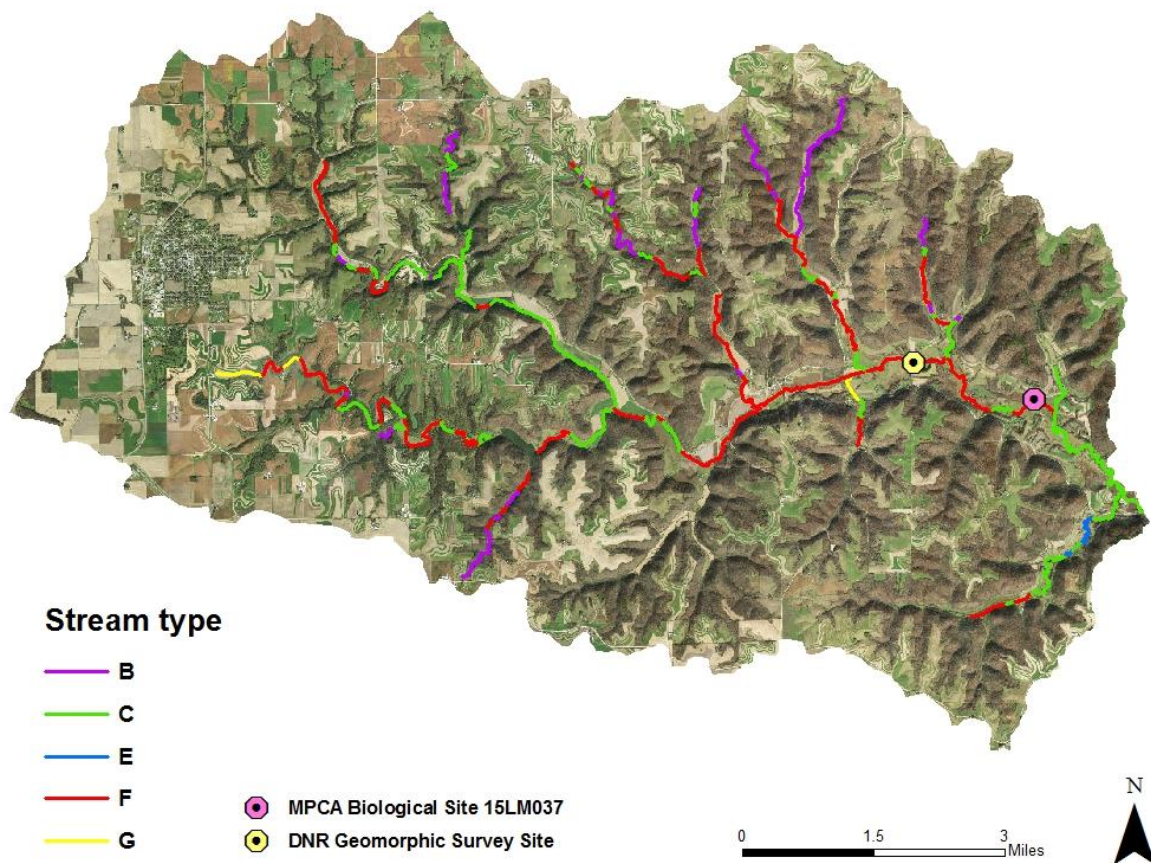 Stream type
B
C
E
F
G
MPCA Biological Site 15LM037
DNR Geomorphic Survey Site
0 1.5 3
Miles
N